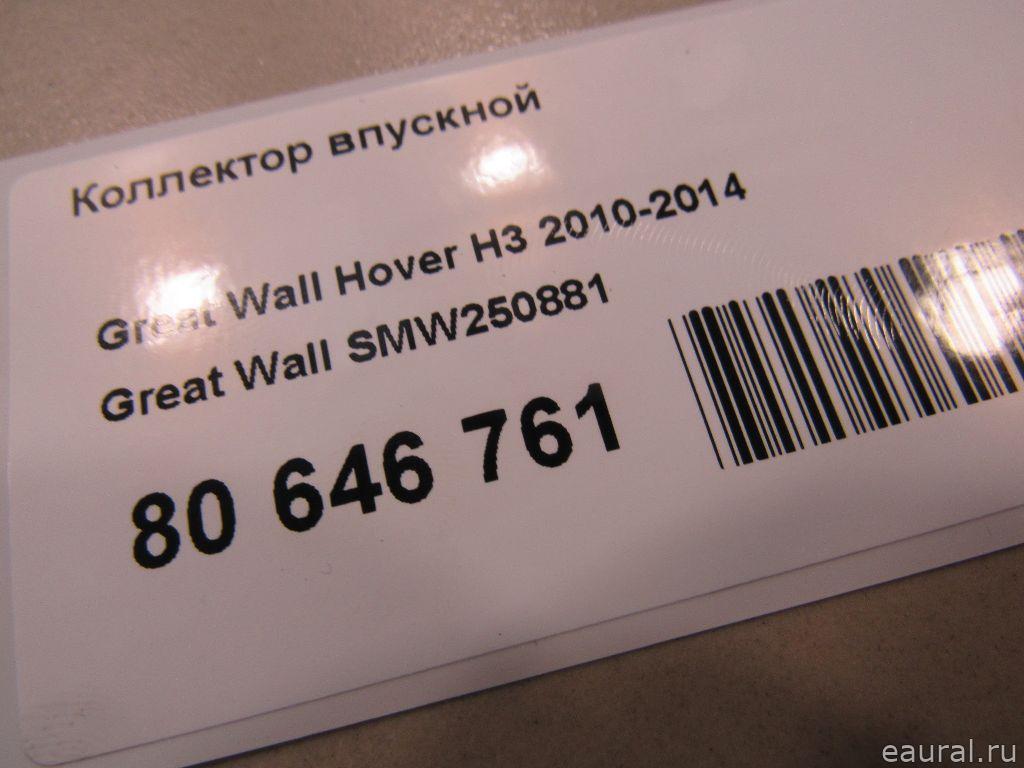 Коллектор впускной
Great Wall Hover H3 2010-2014
Great Wall SMW250881
80 646 761
eaural.ru